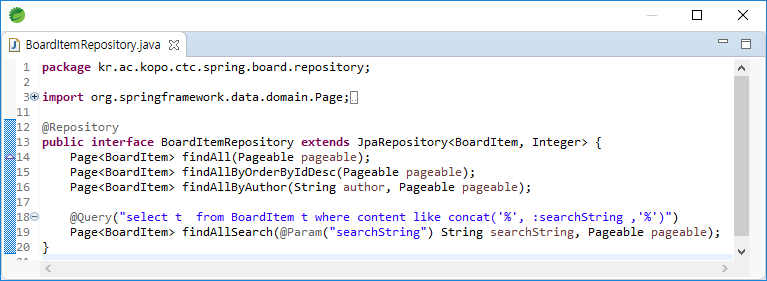 BoardItemRepository.java
1 package kr.ac.kopo.ctc.spring.board.repository;
2
3 import org.springframework.data.domain.Page;
11
12 @Repository
13 public interface BoardItemRepository extends JpaRepository<BoardItem, Integer> {
14     Page<BoardItem> findAll(Pageable pageable);
15     Page<BoardItem> findAllByOrderByIdDesc(Pageable pageable);
16     Page<BoardItem> findAllByAuthor(String author, Pageable pageable);
17
18     @Query("select t  from BoardItem t where content like concat('%', :searchString ,'%')")
19     Page<BoardItem> findAllSearch(@Param("searchString") String searchString, Pageable pageable);
20 }